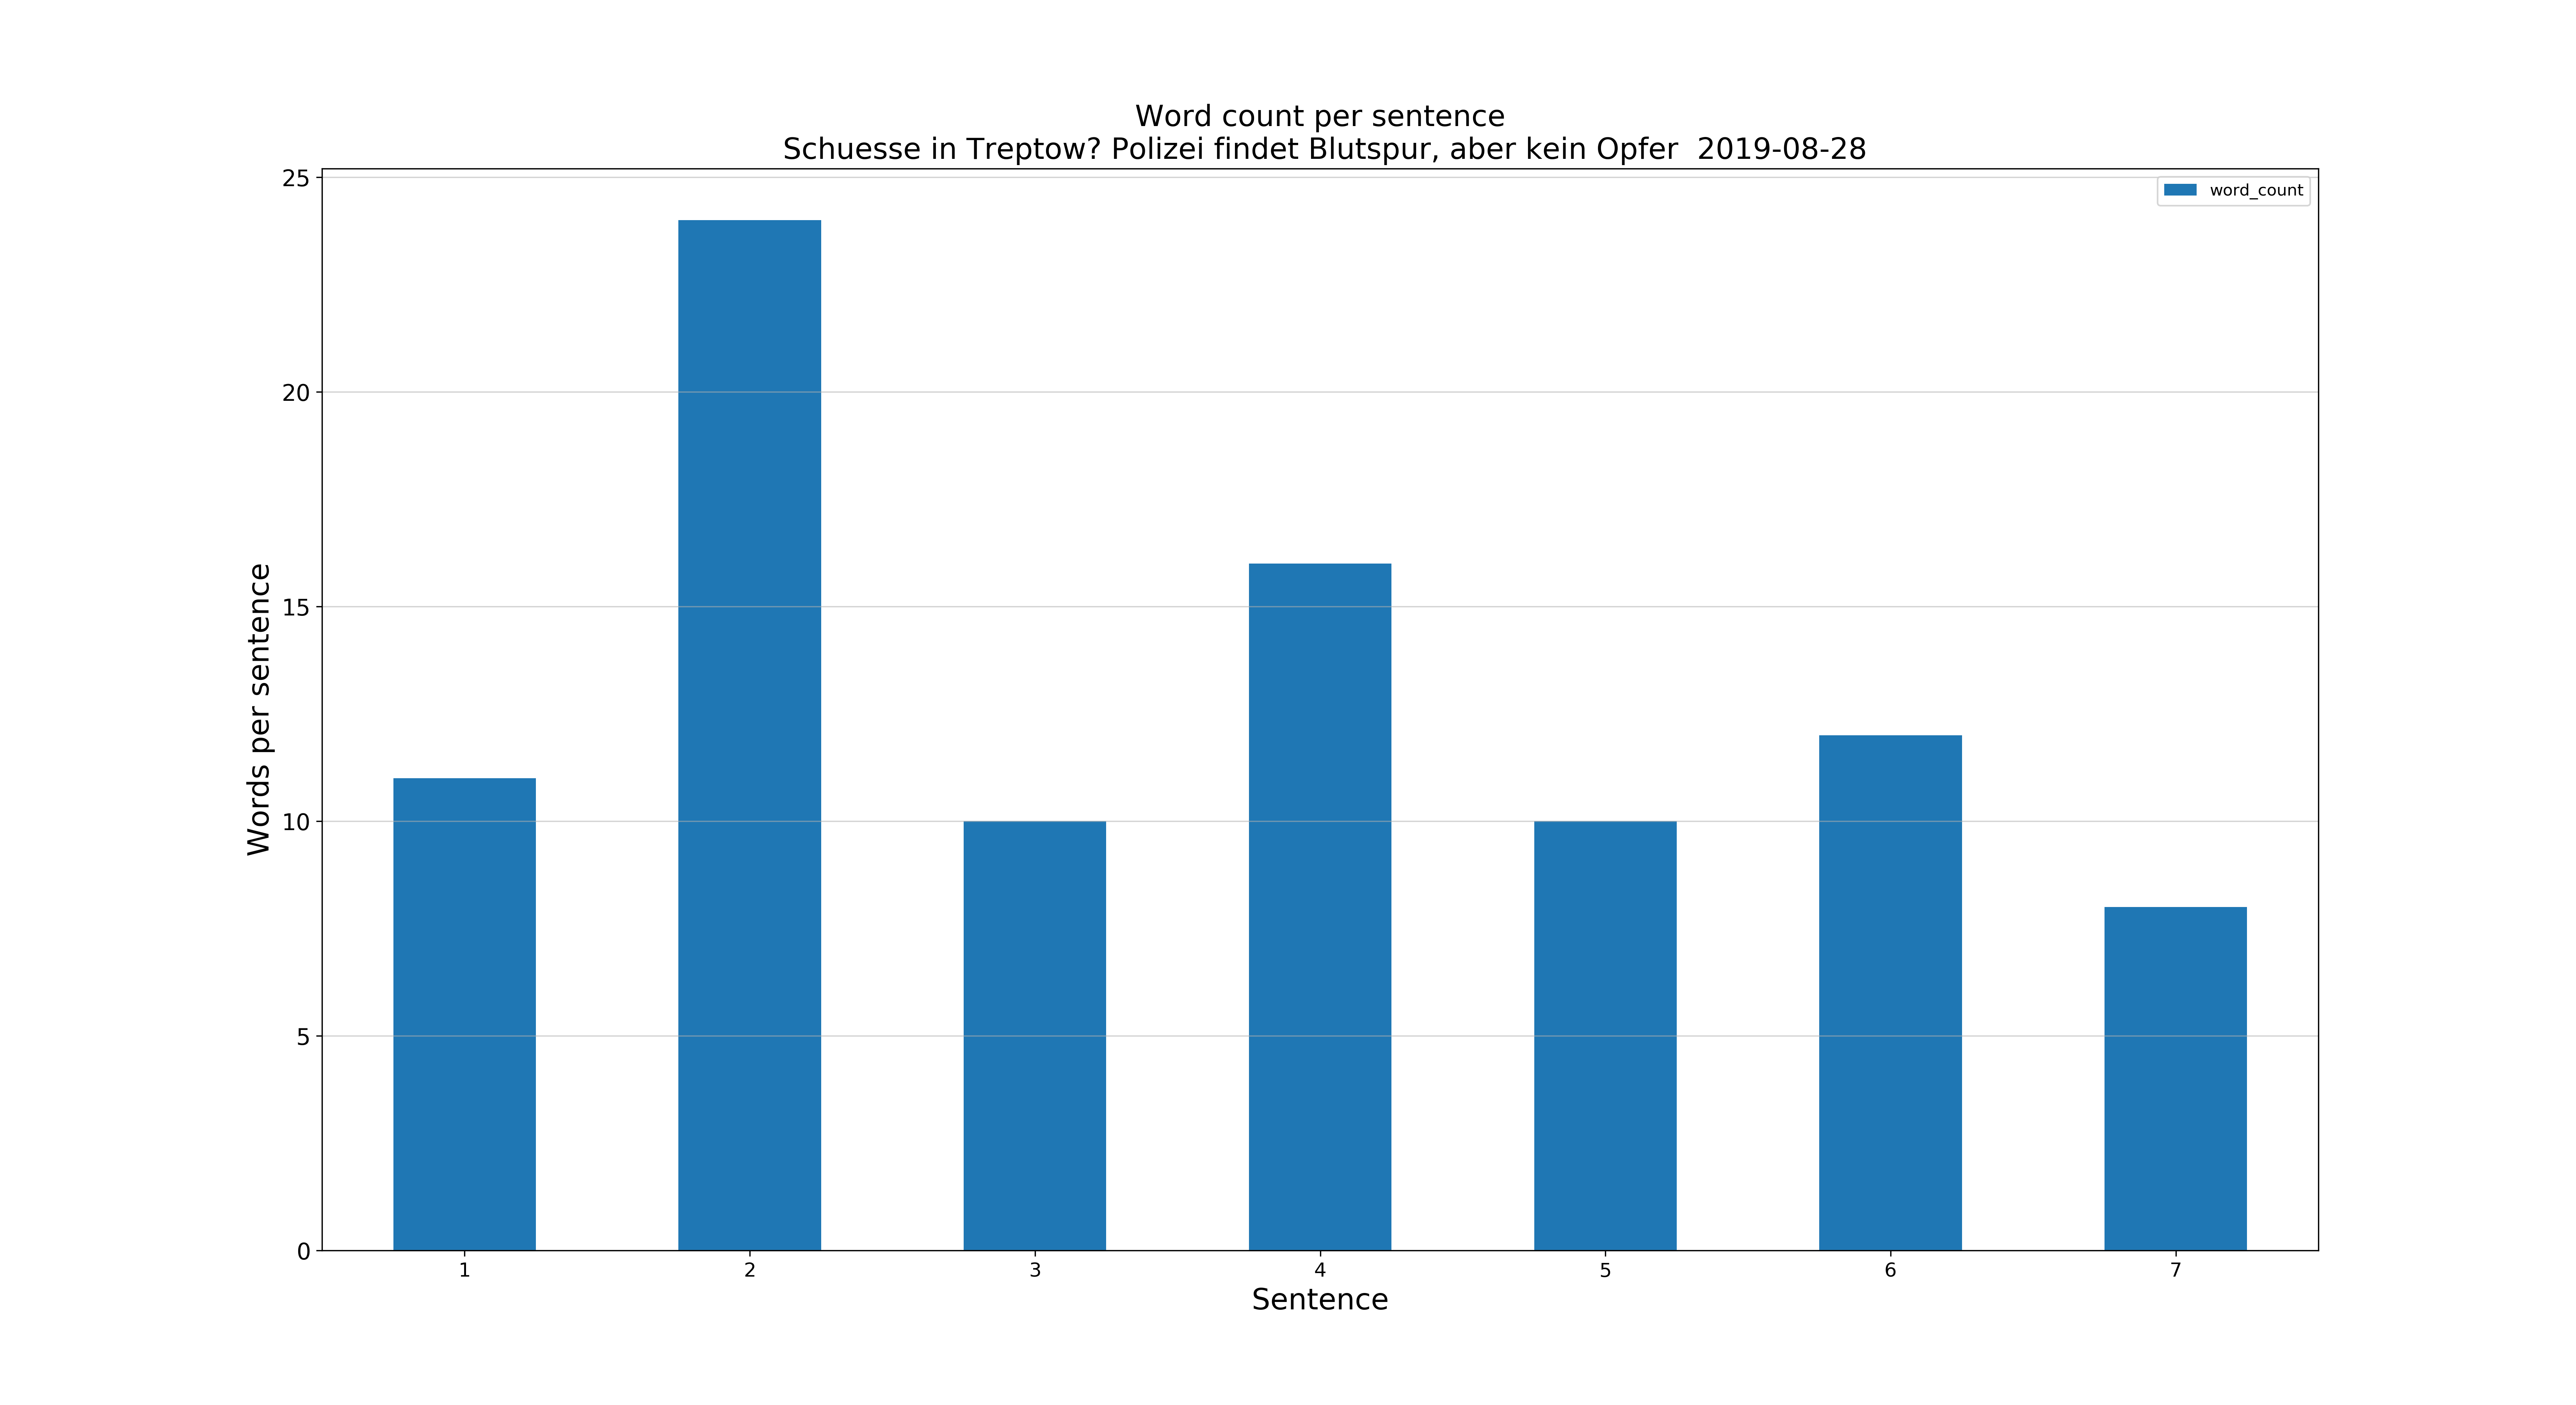 Word count per sentence
Schuesse in Treptow? Polizei findet Blutspur, aber kein Opfer  2019-08-28
word_count
Words per sentence
25
20
15
10
5
0
1 2 3 4 5 6 7
Sentence